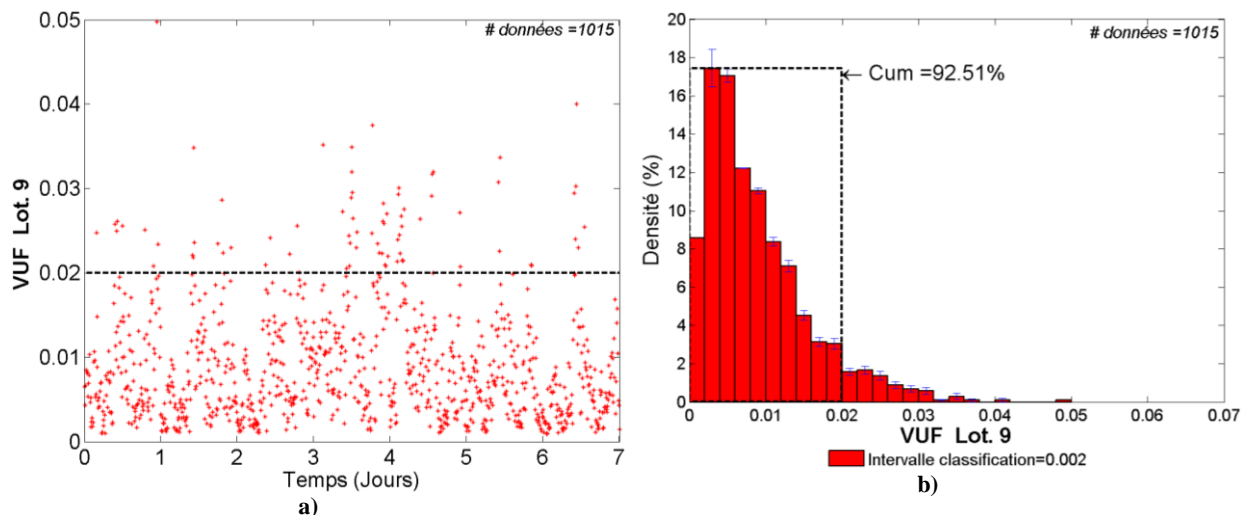 # données =1015
0.05
0.04
0.03
0.02
0.01
0
VUF Lot. 9
0 1 2 3 4 5 6 7
Temps (Jours)
a)
# données =1015
20
18
16
14
12
10
8
6
4
2
0
Densité (%)
← Cum =92.51%
0 0.01 0.02 0.03 0.04 0.05 0.06 0.07
VUF Lot. 9
Intervalle classification=0.002
b)